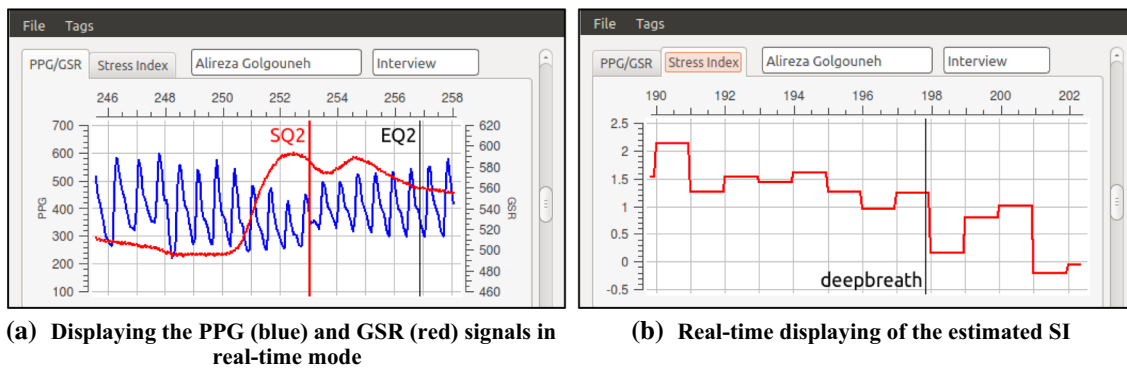 File Tags
PPG/GSR Stress Index Alireza Golgouneh Interview
246 248 250 252 254 256 258
700 620
600 600
500 580
400 560
300 540
200 520
100 500
480
460
PPG
GSR
SQ2
EQ2
(a) Displaying the PPG (blue) and GSR (red) signals in
real-time mode
File Tags
PPG/GSR Stress Index Alireza Golgouneh Interview
190 192 194 196 198 200 202
2.5
2
1.5
1
0.5
0
-0.5
deepbreath
(b) Real-time displaying of the estimated SI